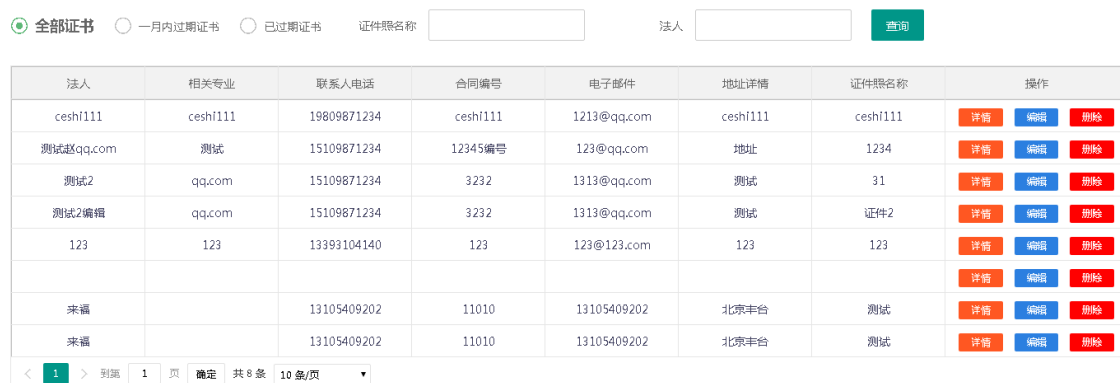 全部证书 一月内过期证书 已过期证书 证件照名称 法人 查询
法人 相关专业 联系人电话 合同编号 电子邮件 地址详情 证件照名称 操作
ceshi111 ceshi111 19809871234 ceshi111 1213@qq.com ceshi111 ceshi111 详情 编辑 删除
测试赵qq.com 测试 15109871234 12345编号 123@qq.com 地址 1234 详情 编辑 删除
测试2 qq.com 15109871234 3232 1313@qq.com 测试 31 详情 编辑 删除
测试2编辑 qq.com 15109871234 3232 1313@qq.com 测试 证件2 详情 编辑 删除
123 123 13393104140 123 123@123.com 123 123 详情 编辑 删除
详情 编辑 删除
来福 13105409202 11010 13105409202 北京丰台 测试 详情 编辑 删除
来福 13105409202 11010 13105409202 北京丰台 测试 详情 编辑 删除
1 到第 1 页 确定 共 8 条 10 条/页